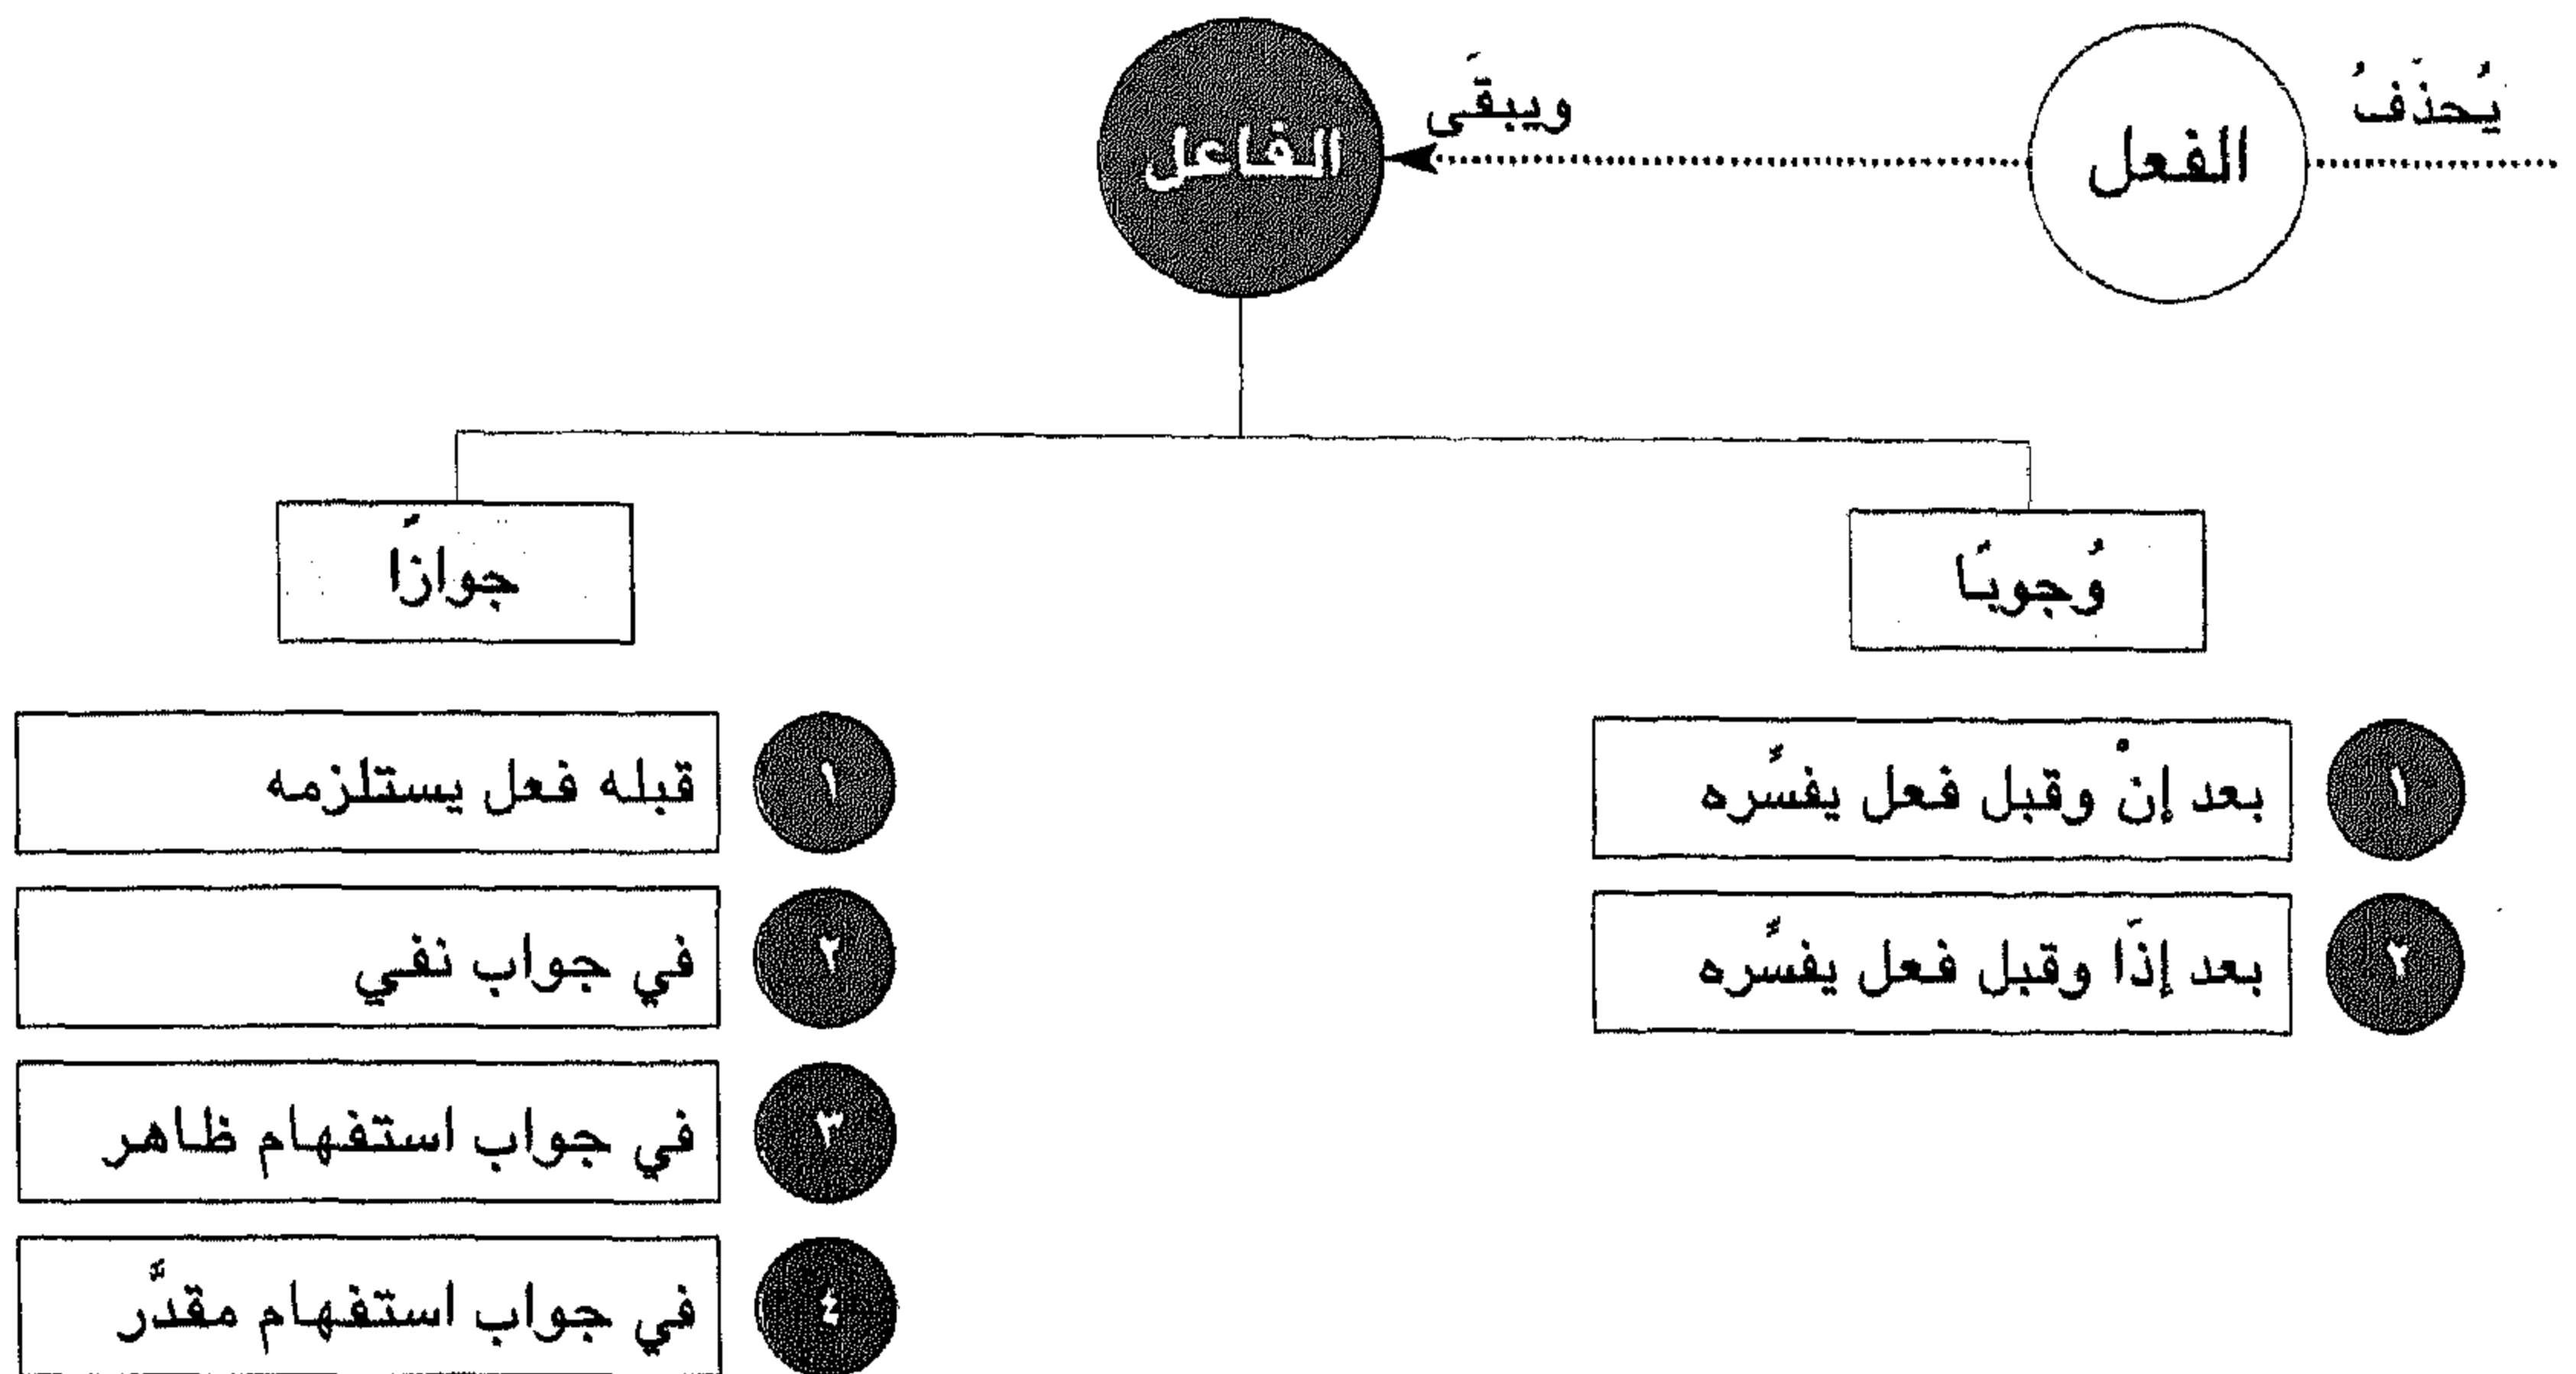 يُحذَفُ
الفعل
ويبقَى
الفاعل
وُجوبًا
١ بعد إنْ وقبل فعل يفسِّره
٢ بعد إذَا وقبل فعل يفسِّره
جوازًا
١ قبله فعل يستلزمه
٢ في جواب نفي
٣ في جواب استفهام ظاهر
٤ في جواب استفهام مقدَّر